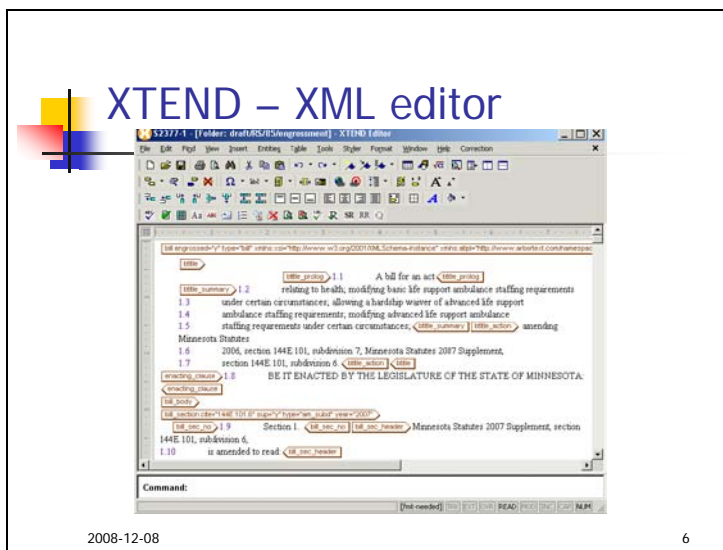 XTEND – XML editor
S2377-1 - [Folder: draft/RS/85/engrossment] - XTEND Editor
File Edit Find View Insert Entities Table Tools Styler Format Window Help Correction
bill engrossed="y" type="bill" xmlns:xsi="http://www.w3.org/2001/XMLSchema-instance" xmlns:atipl="http://www.arbortext.com/namespac
btitle
btitle_prolog 1.1 A bill for an act btitle_prolog
btitle_summary 1.2 relating to health; modifying basic life support ambulance staffing requirements
1.3 under certain circumstances; allowing a hardship waiver of advanced life support
1.4 ambulance staffing requirements; modifying advanced life support ambulance
1.5 staffing requirements under certain circumstances; btitle_summary btitle_action amending
Minnesota Statutes
1.6 2006, section 144E.101, subdivision 7; Minnesota Statutes 2007 Supplement,
1.7 section 144E.101, subdivision 6. btitle_action btitle
enacting_clause 1.8 BE IT ENACTED BY THE LEGISLATURE OF THE STATE OF MINNESOTA:
enacting_clause
bill_body
bill_section cite="144E.101.6" sup="y" type="am_subd" year="2007"
bill_sec_no 1.9 Section 1. bill_sec_no bill_sec_header Minnesota Statutes 2007 Supplement, section
144E.101, subdivision 6,
1.10 is amended to read: bill_sec_header
Command:
[fmt-needed] READ NUM
2008-12-08
6